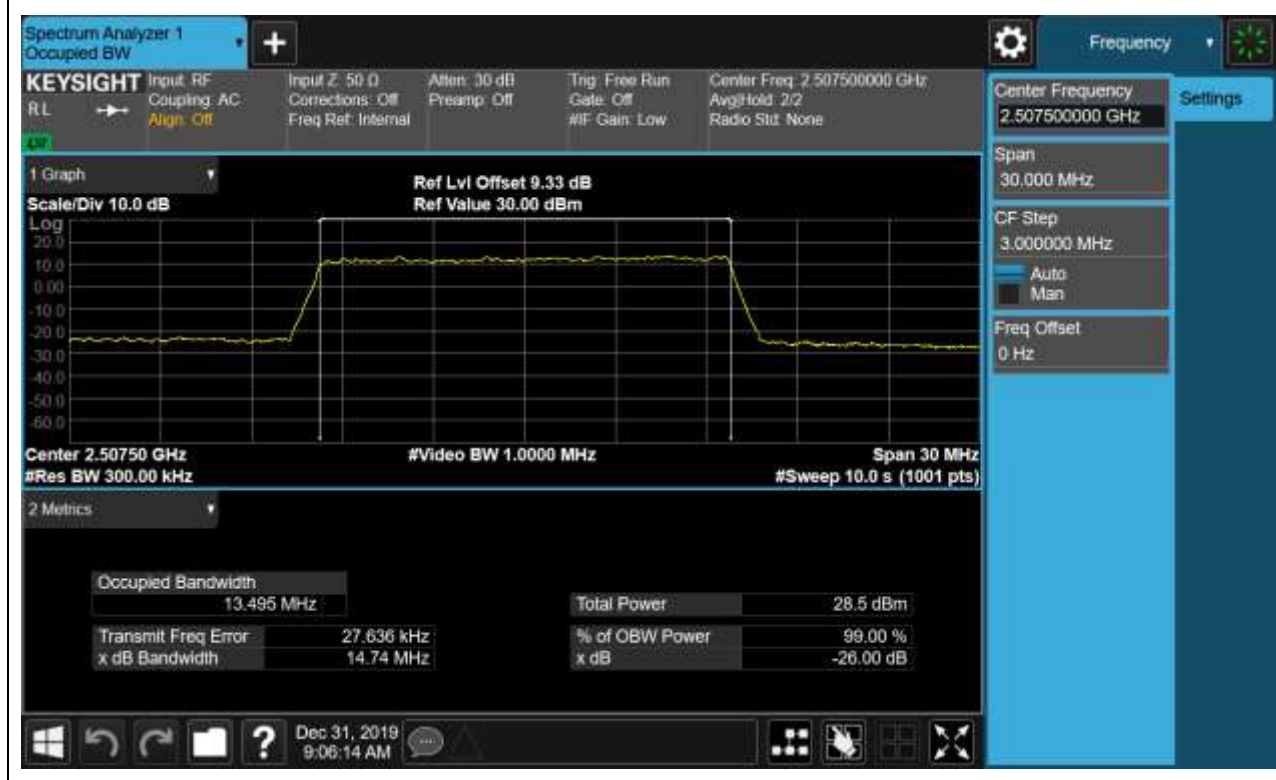 Spectrum Analyzer 1
Occupied BW
Frequency
KEYSIGHT
RL
Input: RF
Coupling: AC
Align: Off
Input Z: 50 Ω
Corrections: Off
Freq Ref: Internal
Atten: 30 dB
Preamp: Off
Trig: Free Run
Gate: Off
#IF Gain: Low
Center Freq: 2.507500000 GHz
Avg|Hold: 2/2
Radio Std: None
Center Frequency
2.507500000 GHz
Settings
Span
30.000 MHz
CF Step
3.000000 MHz
Auto
Man
Freq Offset
0 Hz
1 Graph
Scale/Div 10.0 dB
Ref Lvl Offset 9.33 dB
Ref Value 30.00 dBm
Log
20.0
10.0
0.00
-10.0
-20.0
-30.0
-40.0
-50.0
-60.0
Center 2.50750 GHz
#Video BW 1.0000 MHz
Span 30 MHz
#Res BW 300.00 kHz
#Sweep 10.0 s (1001 pts)
2 Metrics
Occupied Bandwidth
13.495 MHz
Total Power 28.5 dBm
Transmit Freq Error 27.636 kHz
% of OBW Power 99.00 %
x dB Bandwidth 14.74 MHz
x dB -26.00 dB
?
Dec 31, 2019
9:06:14 AM